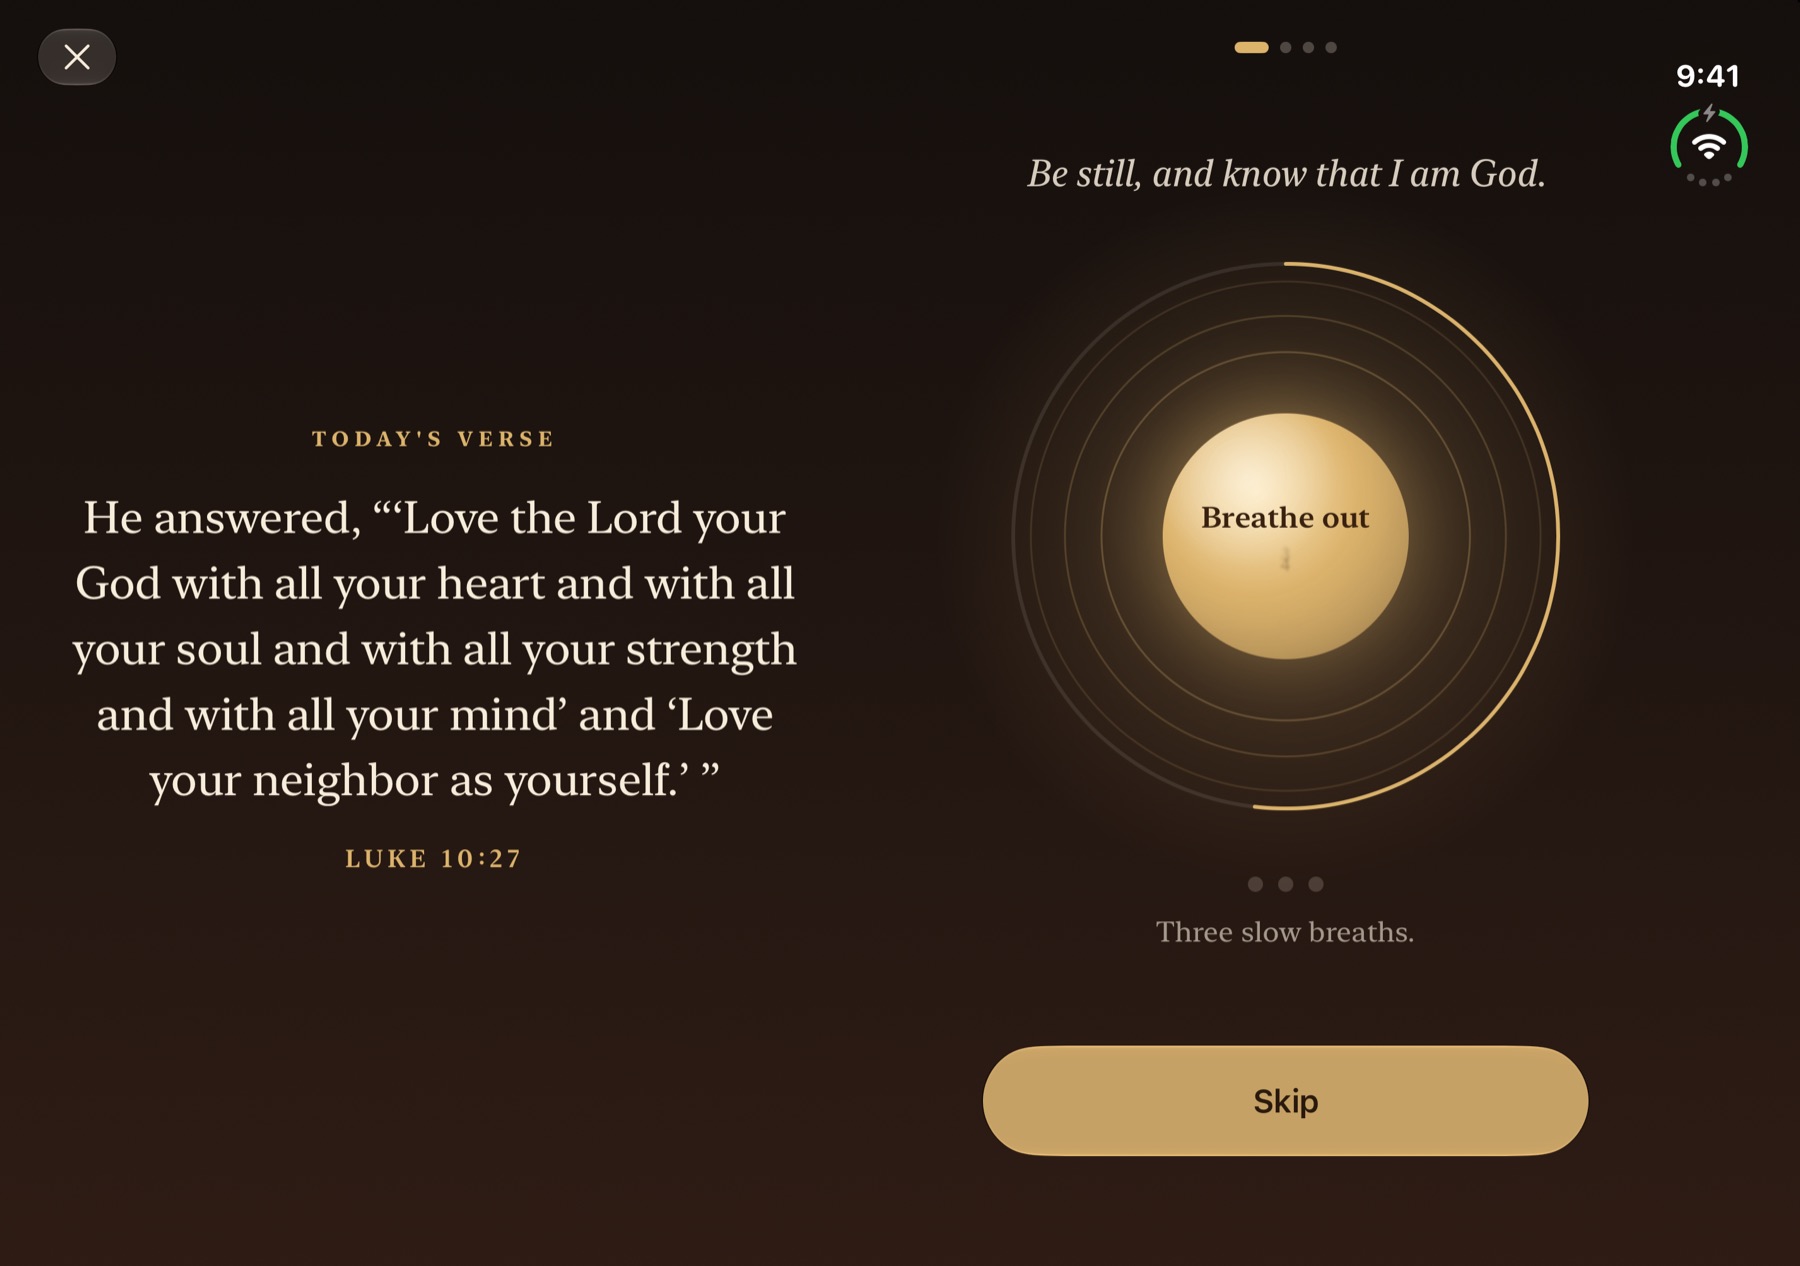 9:41
TODAY'S VERSE
He answered, “‘Love the Lord your
God with all your heart and with all
your soul and with all your strength
and with all your mind’ and ‘Love
your neighbor as yourself.’ ”
LUKE 10:27
Be still, and know that I am God.
Breathe out
Three slow breaths.
Skip